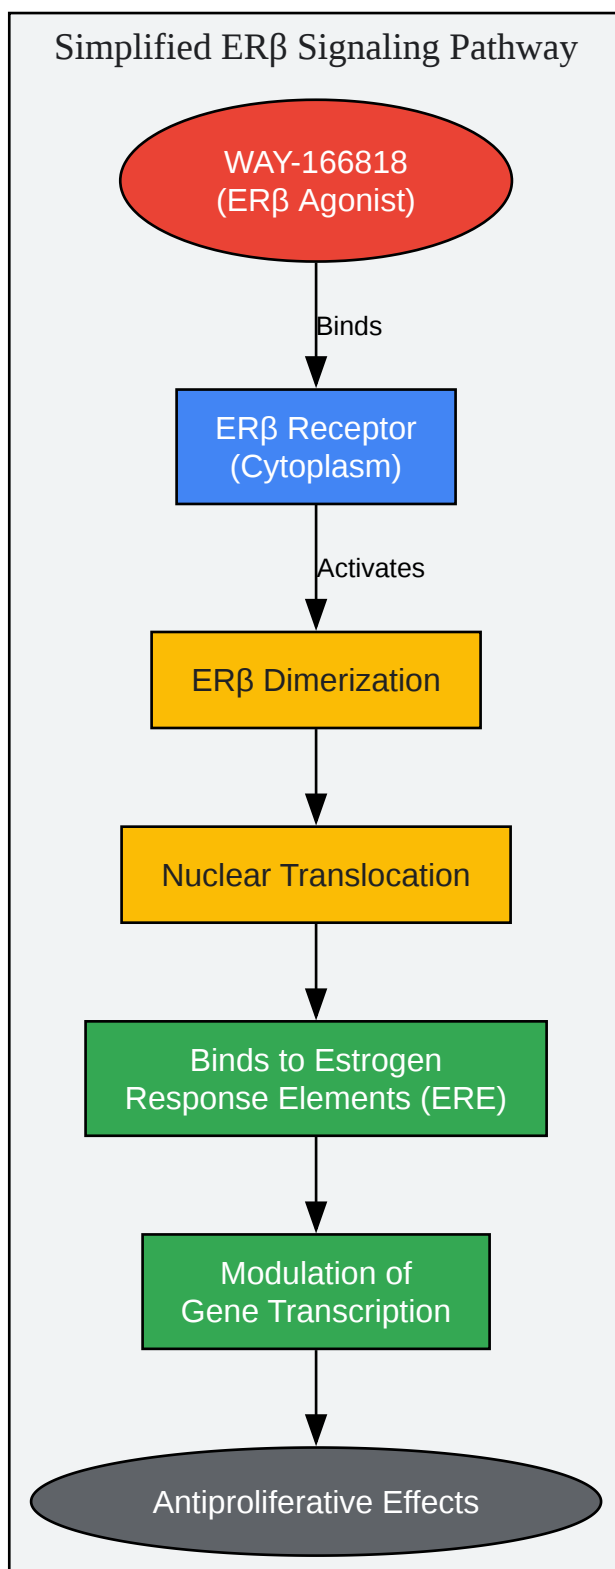 Simplified ERβ Signaling Pathway
WAY-166818
(ERβ Agonist)
Binds
ERβ Receptor
(Cytoplasm)
Activates
ERβ Dimerization
Nuclear Translocation
Binds to Estrogen
Response Elements (ERE)
Modulation of
Gene Transcription
Antiproliferative Effects